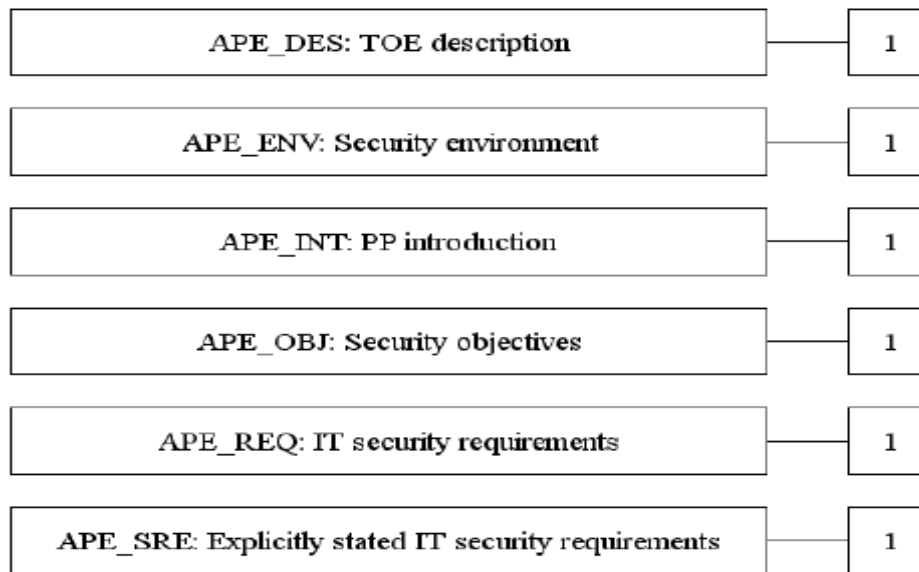 APE_DES: TOE description 1
APE_ENV: Security environment 1
APE_INT: PP introduction 1
APE_OBJ: Security objectives 1
APE_REQ: IT security requirements 1
APE_SRE: Explicitly stated IT security requirements 1